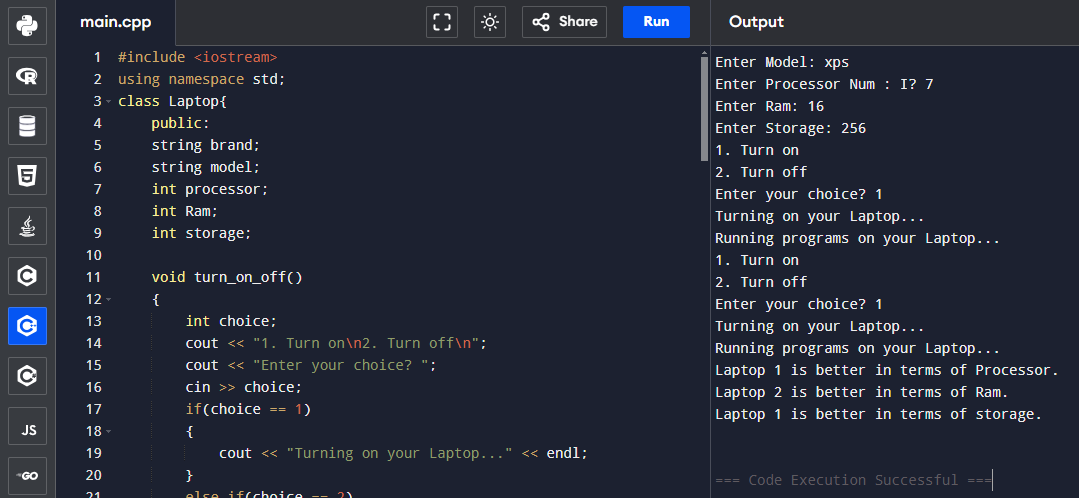 main.cpp
Share
Run
Output
1 #include <iostream>
2 using namespace std;
3 class Laptop{
4 public:
5 string brand;
6 string model;
7 int processor;
8 int Ram;
9 int storage;
10
11 void turn_on_off()
12 {
13 int choice;
14 cout << "1. Turn on\n2. Turn off\n";
15 cout << "Enter your choice? ";
16 cin >> choice;
17 if(choice == 1)
18 {
19 cout << "Turning on your Laptop..." << endl;
20 }
21 else if(choice == 2)
Enter Model: xps
Enter Processor Num : I? 7
Enter Ram: 16
Enter Storage: 256
1. Turn on
2. Turn off
Enter your choice? 1
Turning on your Laptop...
Running programs on your Laptop...
1. Turn on
2. Turn off
Enter your choice? 1
Turning on your Laptop...
Running programs on your Laptop...
Laptop 1 is better in terms of Processor.
Laptop 2 is better in terms of Ram.
Laptop 1 is better in terms of storage.
=== Code Execution Successful ===
R
5
C
C
C
JS
GO